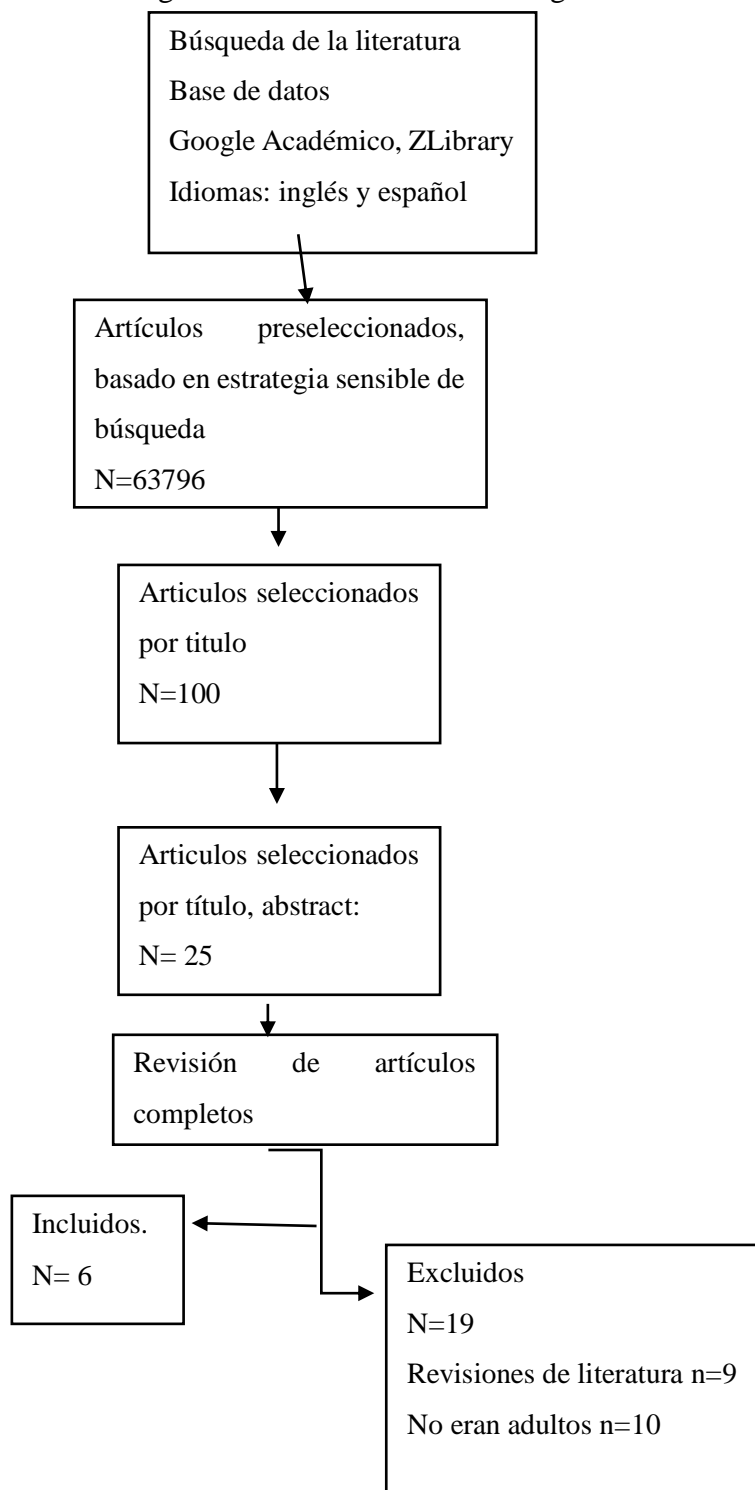 Búsqueda de la literatura
Base de datos
Google Académico, ZLibrary
Idiomas: inglés y español
Artículos preseleccionados,
basado en estrategia sensible de
búsqueda
N=63796
Articulos seleccionados
por titulo
N=100
Articulos seleccionados
por título, abstract:
N= 25
Revisión de artículos
completos
Incluidos.
N= 6
Excluidos
N=19
Revisiones de literatura n=9
No eran adultos n=10